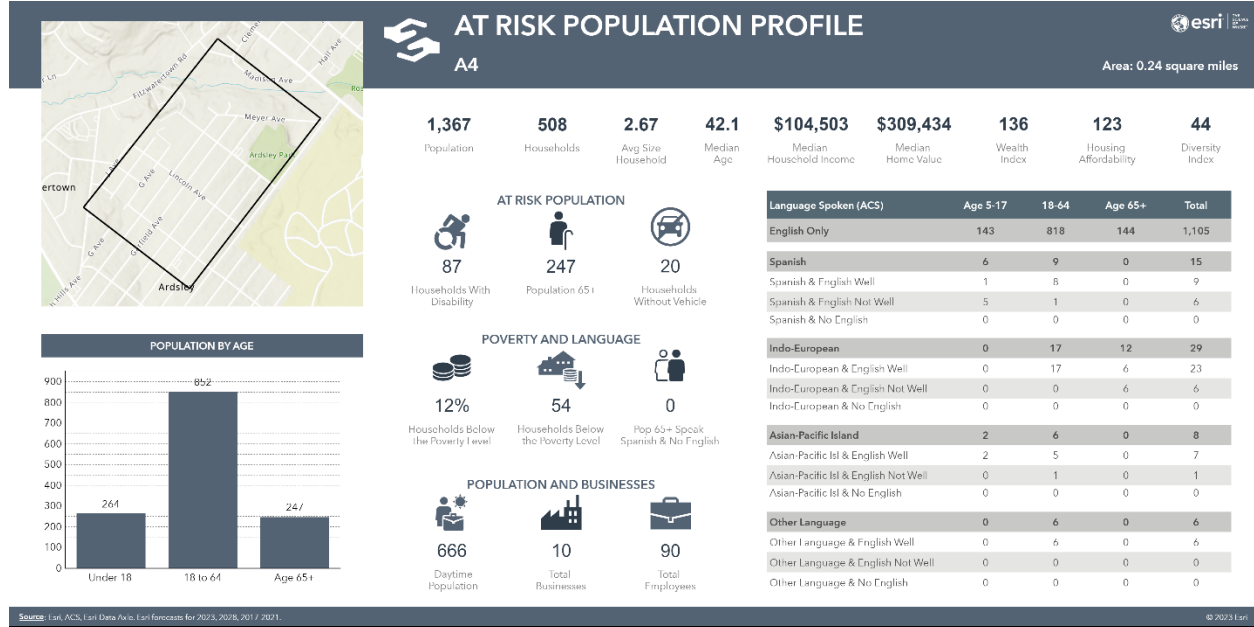 AT RISK POPULATION PROFILE
A4
esri
THE
SCIENCE
OF
WHERE
Area: 0.24 square miles
Fitzwatertown Rd
Madison Ave
Hall Ave
Meyer Ave
Ardsley Park
Lincoln Ave
G Ave
Garfield Ave
G Ave
ertown
Ardsley
h Hills Ave
1,367
Population
508
Households
2.67
Avg Size
Household
42.1
Median
Age
$104,503
Median
Household Income
$309,434
Median
Home Value
136
Wealth
Index
123
Housing
Affordability
44
Diversity
Index
AT RISK POPULATION
87
Households With
Disability
247
Population 65+
20
Households
Without Vehicle
POVERTY AND LANGUAGE
12%
Households Below
the Poverty Level
54
Households Below
the Poverty Level
0
Pop 65+ Speak
Spanish & No English
POPULATION AND BUSINESSES
666
Daytime
Population
10
Total
Businesses
90
Total
Employees
POPULATION BY AGE
900
800
700
600
500
400
300
200
100
0
264
852
247
Under 18
18 to 64
Age 65+
Language Spoken (ACS) Age 5-17 18-64 Age 65+ Total
English Only 143 818 144 1,105
Spanish 6 9 0 15
Spanish & English Well 1 8 0 9
Spanish & English Not Well 5 1 0 6
Spanish & No English 0 0 0 0
Indo-European 0 17 12 29
Indo-European & English Well 0 17 6 23
Indo-European & English Not Well 0 0 6 6
Indo-European & No English 0 0 0 0
Asian-Pacific Island 2 6 0 8
Asian-Pacific Isl & English Well 2 5 0 7
Asian-Pacific Isl & English Not Well 0 1 0 1
Asian-Pacific Isl & No English 0 0 0 0
Other Language 0 6 0 6
Other Language & English Well 0 6 0 6
Other Language & English Not Well 0 0 0 0
Other Language & No English 0 0 0 0
Source: Esri, ACS, Esri Data Axle. Esri forecasts for 2023, 2028, 2017-2021.
© 2023 Esri